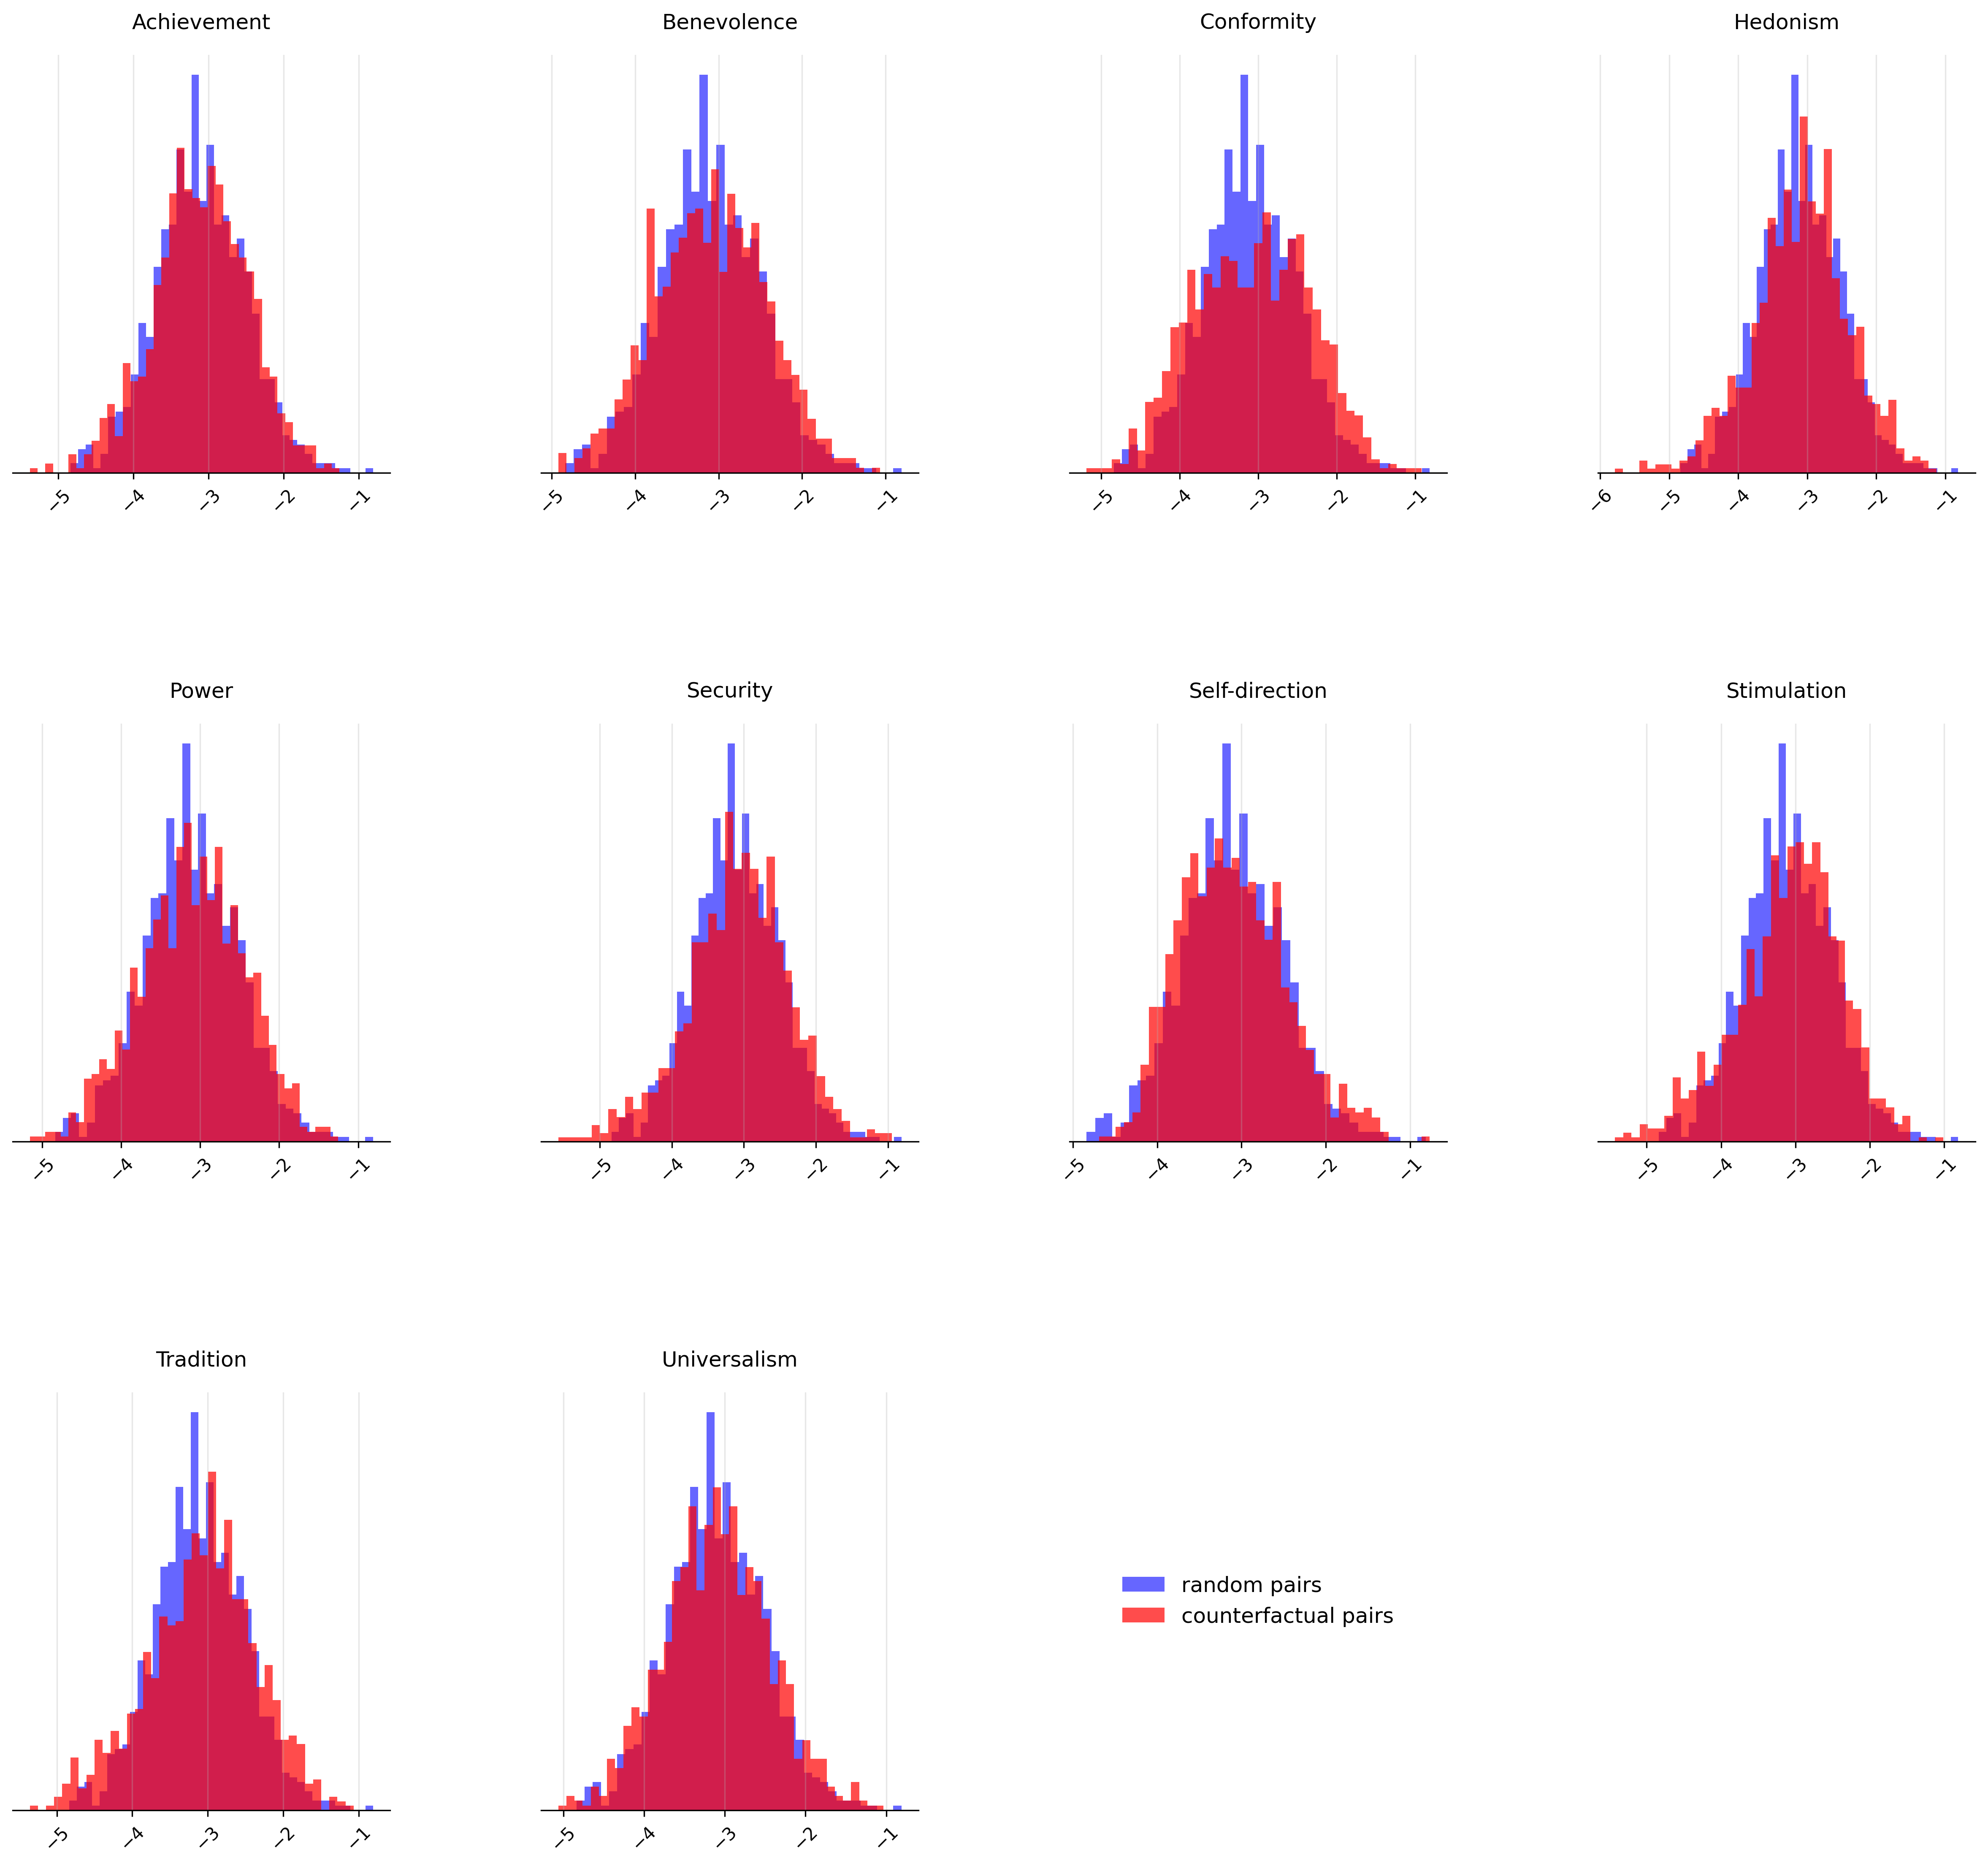 Achievement
Benevolence
Conformity
Hedonism
−5 −4 −3 −2 −1
−5 −4 −3 −2 −1
−5 −4 −3 −2 −1
−6 −5 −4 −3 −2 −1
Power
Security
Self-direction
Stimulation
−5 −4 −3 −2 −1
−5 −4 −3 −2 −1
−5 −4 −3 −2 −1
−5 −4 −3 −2 −1
Tradition
Universalism
random pairs
counterfactual pairs
−5 −4 −3 −2 −1
−5 −4 −3 −2 −1